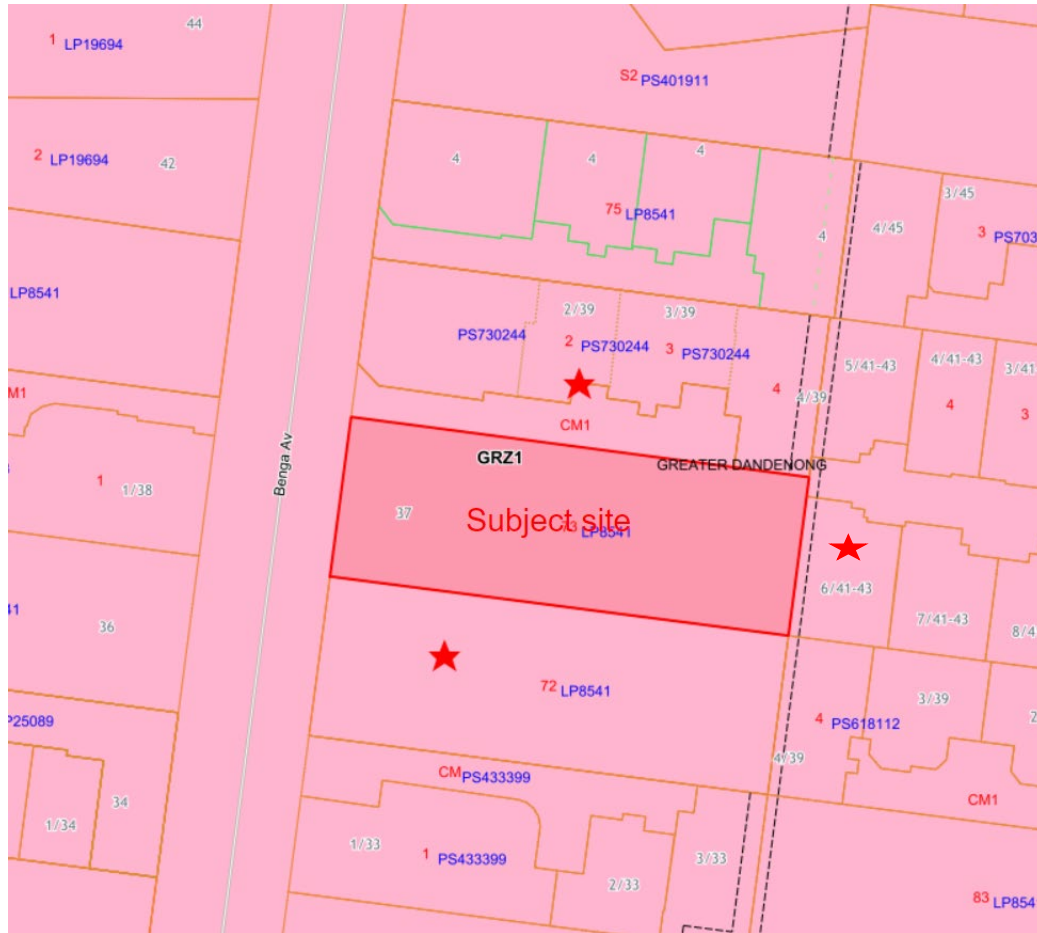 44
1 LP19694
S2 PS401911
2 LP19694
42
4
4
4
3/45
75 LP8541
4
4/45
3 PS703
LP8541
2/39
3/39
PS730244
2 PS730244
3 PS730244
5/41-43
4/41-43
3/41
M1
4
4/39
4
3
CM1
Benga Av
GRZ1
GREATER DANDENONG
1
1/38
37
Subject site
73 LP8541
6/41-43
41
36
7/41-43
8/4
72 LP8541
3/39
2
P25089
4 PS618112
4/39
CM PS433399
CM1
34
1/34
1/33
1 PS433399
3/33
2/33
83 LP854